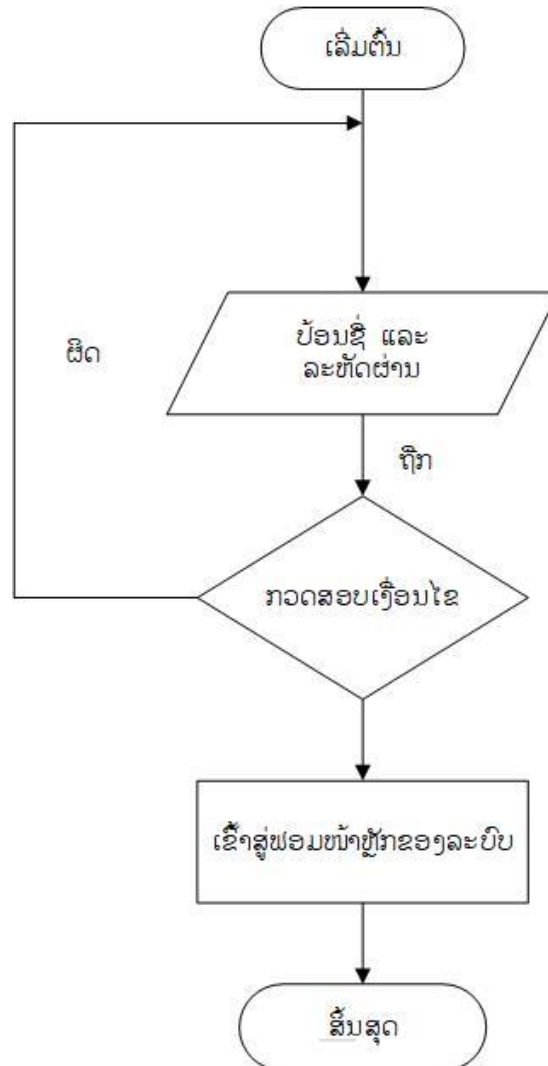 ເລີ່ມຕົ້ນ
ປ້ອນຊື່ ແລະ
ລະຫັດຜ່ານ
ຜິດ
ຖືກ
ກວດສອບເງື່ອນໄຂ
ເຂົ້າສູ່ຟອມໜ້າຫຼັກຂອງລະບົບ
ສິ້ນສຸດ